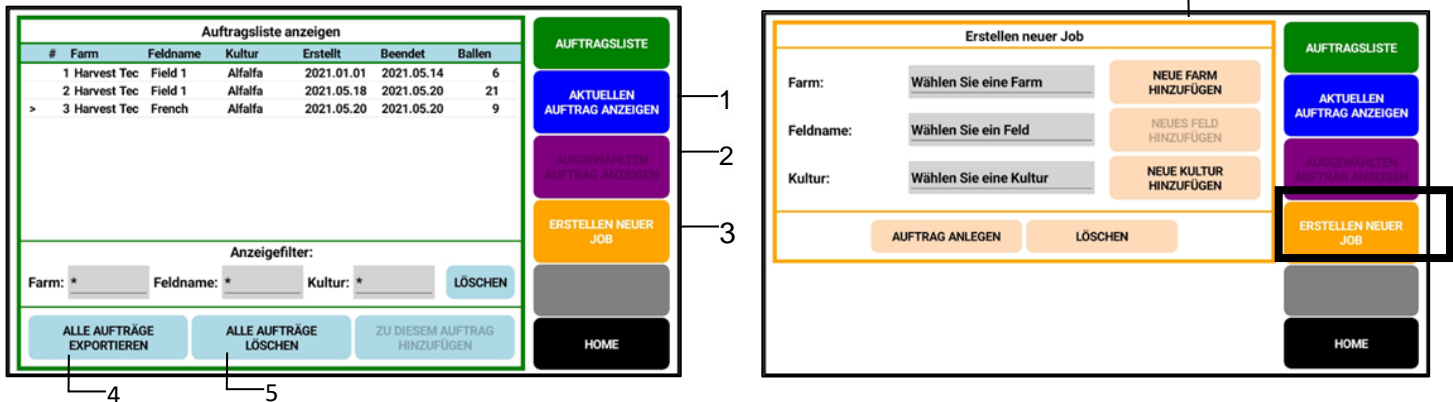 Auftragsliste anzeigen
# Farm Feldname Kultur Erstellt Beendet Ballen
1 Harvest Tec Field 1 Alfalfa 2021.01.01 2021.05.14 6
2 Harvest Tec Field 1 Alfalfa 2021.05.18 2021.05.20 21
> 3 Harvest Tec French Alfalfa 2021.05.20 2021.05.20 9
Anzeigefilter:
Farm: * Feldname: * Kultur: * LÖSCHEN
ALLE AUFTRÄGE
EXPORTIEREN
ALLE AUFTRÄGE
LÖSCHEN
ZU DIESEM AUFTRAG
HINZUFÜGEN
AUFTRAGSLISTE
AKTUELLEN
AUFTRAG ANZEIGEN
AUSGEWÄHLTEN
AUFTRAG ANZEIGEN
ERSTELLEN NEUER
JOB
HOME
1
2
3
4
5
Erstellen neuer Job
Farm: Wählen Sie eine Farm
NEUE FARM
HINZUFÜGEN
Feldname: Wählen Sie ein Feld
NEUES FELD
HINZUFÜGEN
Kultur: Wählen Sie eine Kultur
NEUE KULTUR
HINZUFÜGEN
AUFTRAG ANLEGEN LÖSCHEN
AUFTRAGSLISTE
AKTUELLEN
AUFTRAG ANZEIGEN
AUSGEWÄHLTEN
AUFTRAG ANZEIGEN
ERSTELLEN NEUER
JOB
HOME